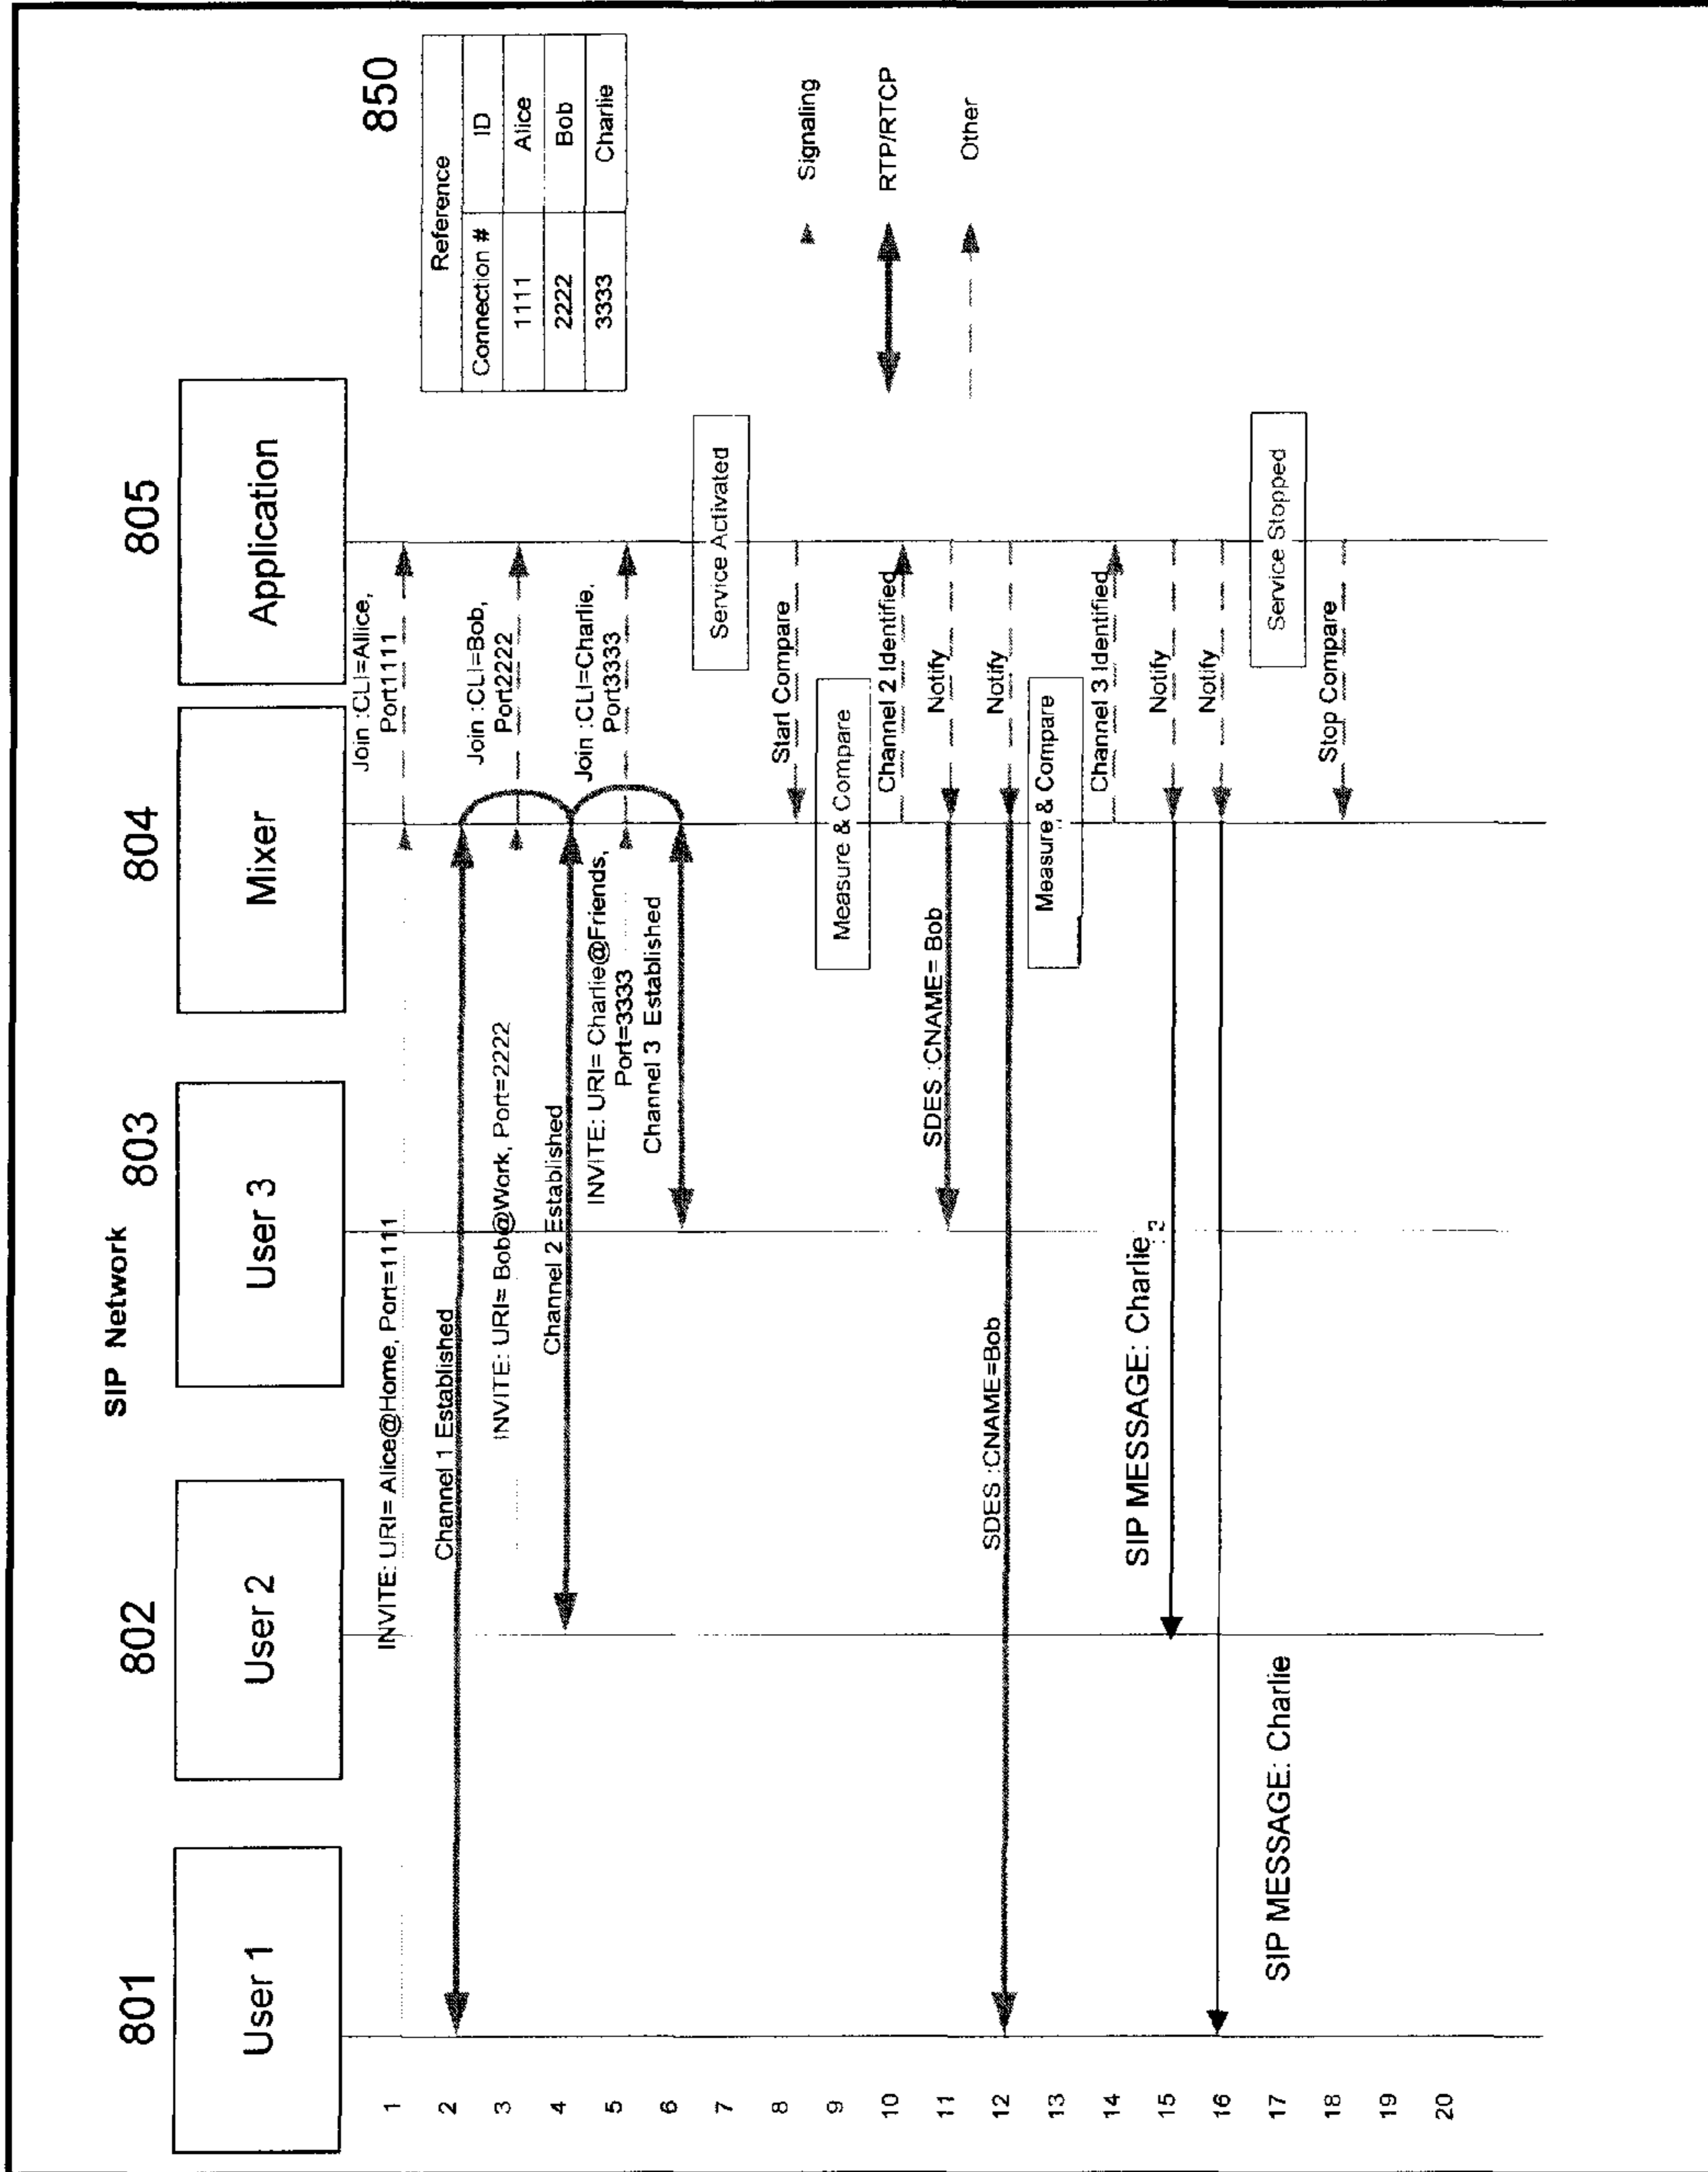 SIP Network
801
802
803
804
805
User 1
User 2
User 3
Mixer
Application
850
Reference
Connection #
ID
1111
Alice
2222
Bob
3333
Charlie
Signaling
RTP/RTCP
Other
1
INVITE: URI= Alice@Home, Port=1111
Join :CLI=Allice,
Port1111
2
Channel 1 Established
3
INVITE: URI= Bob@Work, Port=2222
Join :CLI=Bob,
Port2222
4
Channel 2 Established
5
INVITE: URI= Charlie@Friends,
Port=3333
Join :CLI=Charlie,
Port3333
6
Channel 3 Established
7
Service Activated
8
Start Compare
9
Measure & Compare
10
Channel 2 Identified
11
SDES :CNAME= Bob
Notify
12
SDES :CNAME=Bob
Notify
13
Measure & Compare
14
Channel 3 Identified
15
SIP MESSAGE: Charlie
Notify
16
Notify
17
SIP MESSAGE: Charlie
Service Stopped
18
Stop Compare
19
20